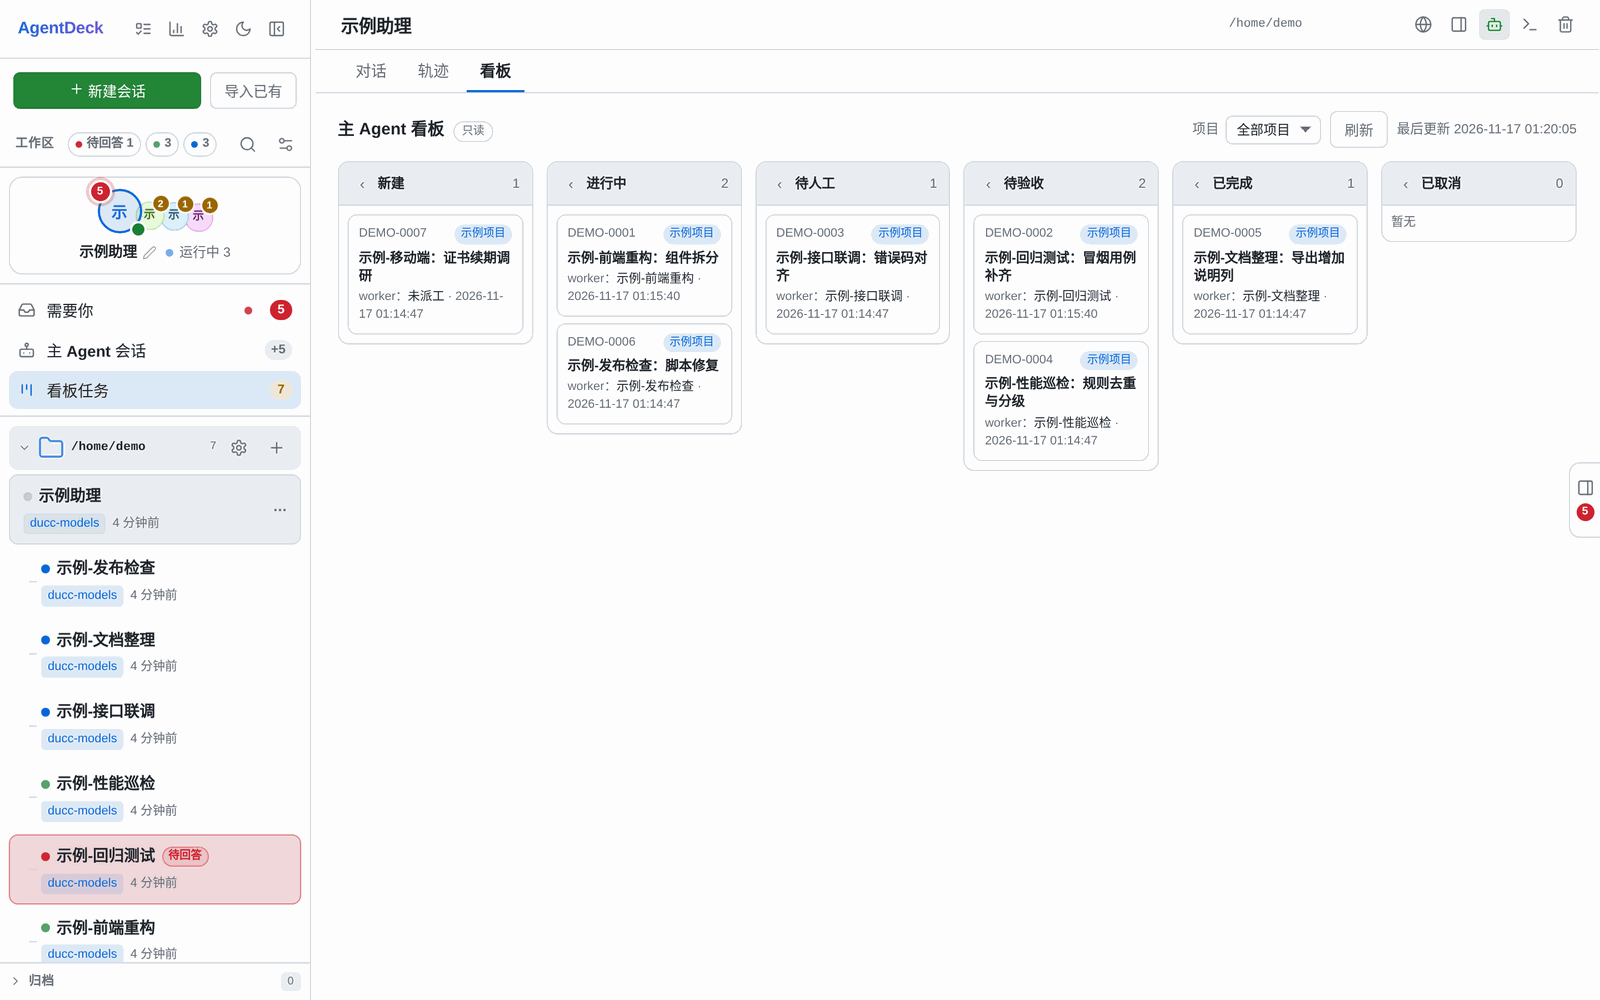 AgentDeck
+ 新建会话
导入已有
工作区
待回答 1
3
3
5
示
示
2
示
1
示
1
示例助理
运行中 3
需要你
5
主 Agent 会话
+5
看板任务
7
/home/demo
7
示例助理
ducc-models
4 分钟前
示例-发布检查
ducc-models
4 分钟前
示例-文档整理
ducc-models
4 分钟前
示例-接口联调
ducc-models
4 分钟前
示例-性能巡检
ducc-models
4 分钟前
示例-回归测试
待回答
ducc-models
4 分钟前
示例-前端重构
ducc-models
4 分钟前
归档
0
示例助理
/home/demo
对话
轨迹
看板
主 Agent 看板
只读
项目
全部项目
刷新
最后更新 2026-11-17 01:20:05
新建
1
DEMO-0007
示例项目
示例-移动端：证书续期调
研
worker：未派工 · 2026-11-
17 01:14:47
进行中
2
DEMO-0001
示例项目
示例-前端重构：组件拆分
worker：示例-前端重构 ·
2026-11-17 01:15:40
DEMO-0006
示例项目
示例-发布检查：脚本修复
worker：示例-发布检查 ·
2026-11-17 01:14:47
待人工
1
DEMO-0003
示例项目
示例-接口联调：错误码对
齐
worker：示例-接口联调 ·
2026-11-17 01:14:47
待验收
2
DEMO-0002
示例项目
示例-回归测试：冒烟用例
补齐
worker：示例-回归测试 ·
2026-11-17 01:15:40
DEMO-0004
示例项目
示例-性能巡检：规则去重
与分级
worker：示例-性能巡检 ·
2026-11-17 01:14:47
已完成
1
DEMO-0005
示例项目
示例-文档整理：导出增加
说明列
worker：示例-文档整理 ·
2026-11-17 01:14:47
已取消
0
暂无
5